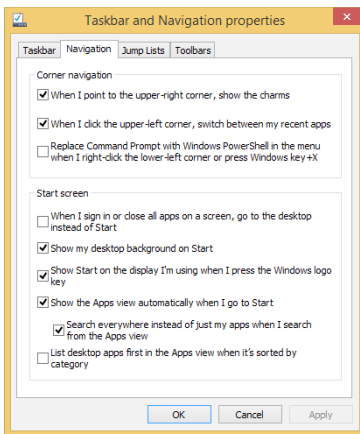 Taskbar and Navigation properties
Taskbar Navigation Jump Lists Toolbars
Corner navigation
When I point to the upper-right corner, show the charms
When I click the upper-left corner, switch between my recent apps
Replace Command Prompt with Windows PowerShell in the menu
when I right-click the lower-left corner or press Windows key+X
Start screen
When I sign in or close all apps on a screen, go to the desktop
instead of Start
Show my desktop background on Start
Show Start on the display I'm using when I press the Windows logo
key
Show the Apps view automatically when I go to Start
Search everywhere instead of just my apps when I search
from the Apps view
List desktop apps first in the Apps view when it's sorted by
category
OK Cancel Apply